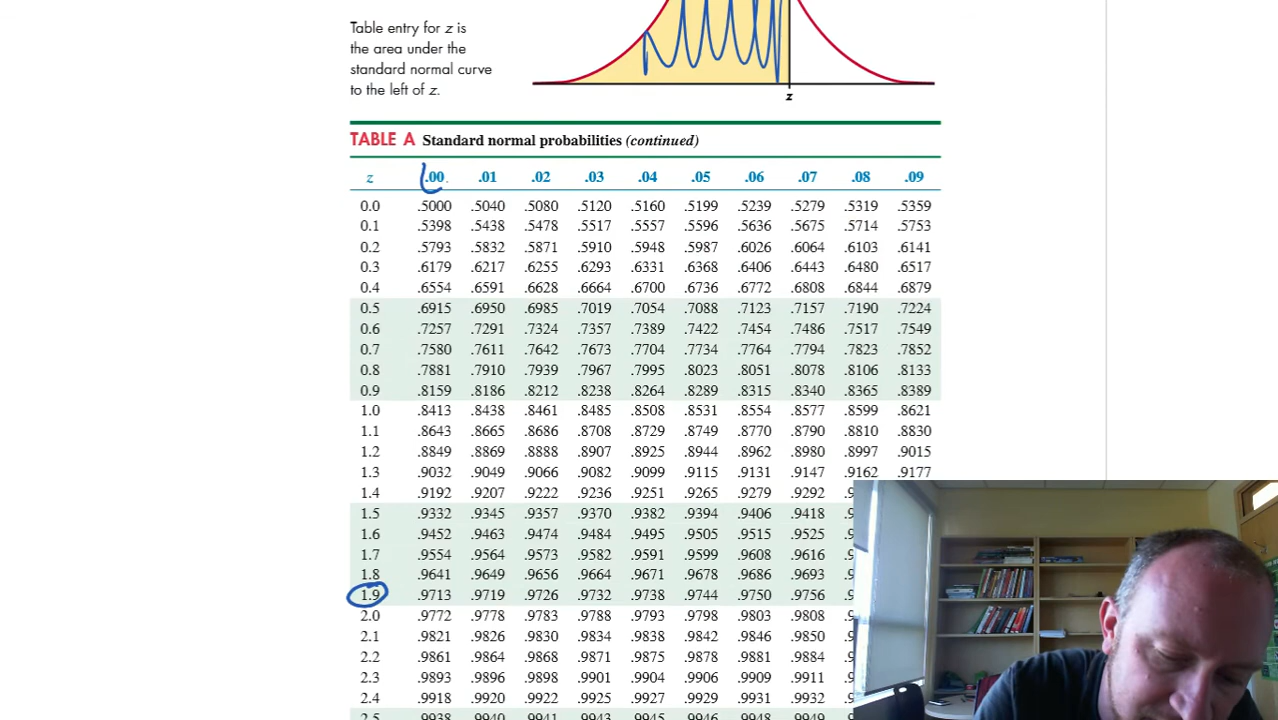 Table entry for z is
the area under the
standard normal curve
to the left of z.
z
TABLE A Standard normal probabilities (continued)
z .00 .01 .02 .03 .04 .05 .06 .07 .08 .09
0.0 .5000 .5040 .5080 .5120 .5160 .5199 .5239 .5279 .5319 .5359
0.1 .5398 .5438 .5478 .5517 .5557 .5596 .5636 .5675 .5714 .5753
0.2 .5793 .5832 .5871 .5910 .5948 .5987 .6026 .6064 .6103 .6141
0.3 .6179 .6217 .6255 .6293 .6331 .6368 .6406 .6443 .6480 .6517
0.4 .6554 .6591 .6628 .6664 .6700 .6736 .6772 .6808 .6844 .6879
0.5 .6915 .6950 .6985 .7019 .7054 .7088 .7123 .7157 .7190 .7224
0.6 .7257 .7291 .7324 .7357 .7389 .7422 .7454 .7486 .7517 .7549
0.7 .7580 .7611 .7642 .7673 .7704 .7734 .7764 .7794 .7823 .7852
0.8 .7881 .7910 .7939 .7967 .7995 .8023 .8051 .8078 .8106 .8133
0.9 .8159 .8186 .8212 .8238 .8264 .8289 .8315 .8340 .8365 .8389
1.0 .8413 .8438 .8461 .8485 .8508 .8531 .8554 .8577 .8599 .8621
1.1 .8643 .8665 .8686 .8708 .8729 .8749 .8770 .8790 .8810 .8830
1.2 .8849 .8869 .8888 .8907 .8925 .8944 .8962 .8980 .8997 .9015
1.3 .9032 .9049 .9066 .9082 .9099 .9115 .9131 .9147 .9162 .9177
1.4 .9192 .9207 .9222 .9236 .9251 .9265 .9279 .9292
1.5 .9332 .9345 .9357 .9370 .9382 .9394 .9406 .9418
1.6 .9452 .9463 .9474 .9484 .9495 .9505 .9515 .9525
1.7 .9554 .9564 .9573 .9582 .9591 .9599 .9608 .9616
1.8 .9641 .9649 .9656 .9664 .9671 .9678 .9686 .9693
1.9 .9713 .9719 .9726 .9732 .9738 .9744 .9750 .9756
2.0 .9772 .9778 .9783 .9788 .9793 .9798 .9803 .9808
2.1 .9821 .9826 .9830 .9834 .9838 .9842 .9846 .9850
2.2 .9861 .9864 .9868 .9871 .9875 .9878 .9881 .9884
2.3 .9893 .9896 .9898 .9901 .9904 .9906 .9909 .9911
2.4 .9918 .9920 .9922 .9925 .9927 .9929 .9931 .9932
2.5 .9938 .9940 .9941 .9943 .9945 .9946 .9948 .9949